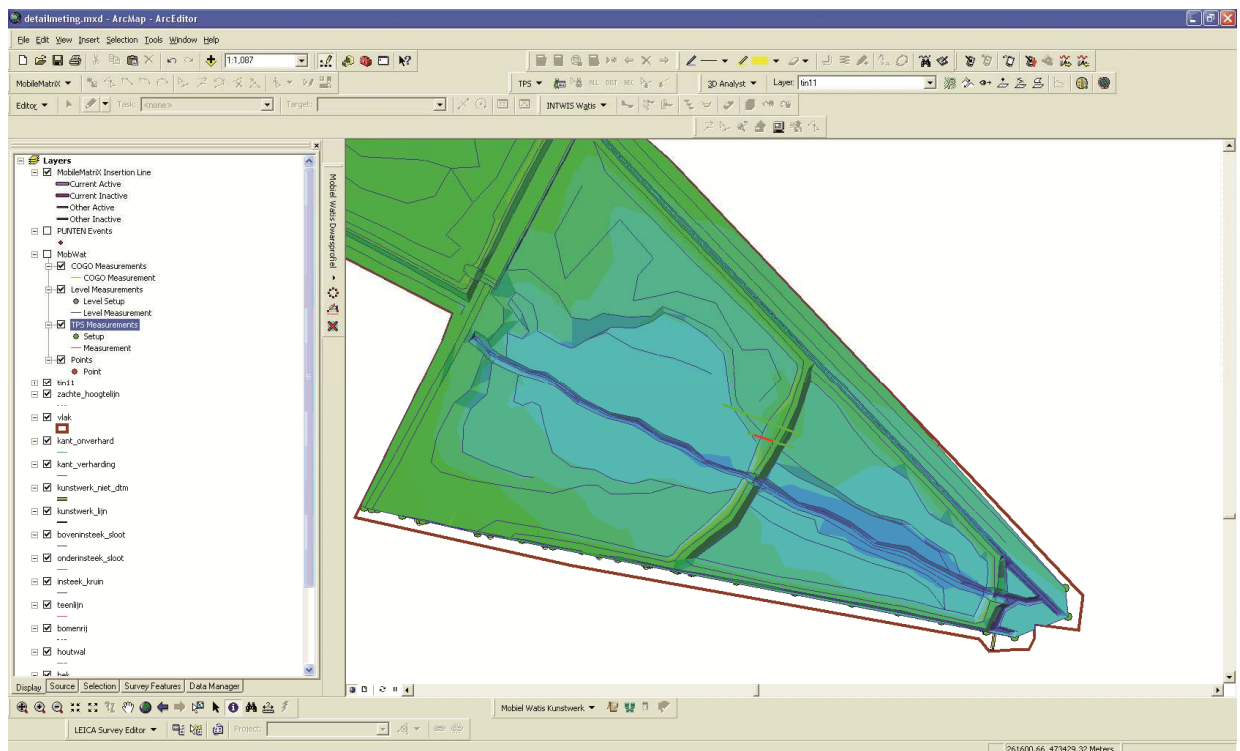 detailmeting.mxd - ArcMap - ArcEditor
File Edit View Insert Selection Tools Window Help
1:1,087
MobileMatriX
TPS
ALL DIST REC
3D Analyst
Layer: tin11
Editor
Task: <none>
Target:
INTWIS Watis
Layers
MobileMatriX Insertion Line
Current Active
Current Inactive
Other Active
Other Inactive
PUNTEN Events
MobWat
COGO Measurements
COGO Measurement
Level Measurements
Level Setup
Level Measurement
TPS Measurements
Setup
Measurement
Points
Point
tin11
zachte_hoogtelijn
vlak
kant_onverhard
kant_verharding
kunstwerk_niet_dtm
kunstwerk_lijn
boveninsteek_sloot
onderinsteek_sloot
insteek_kruin
teenlijn
bomenrij
houtwal
hek
Mobiel Watis Dwarsprofiel
Display Source Selection Survey Features Data Manager
Mobiel Watis Kunstwerk
LEICA Survey Editor
Project:
261600.66 473429.32 Meters